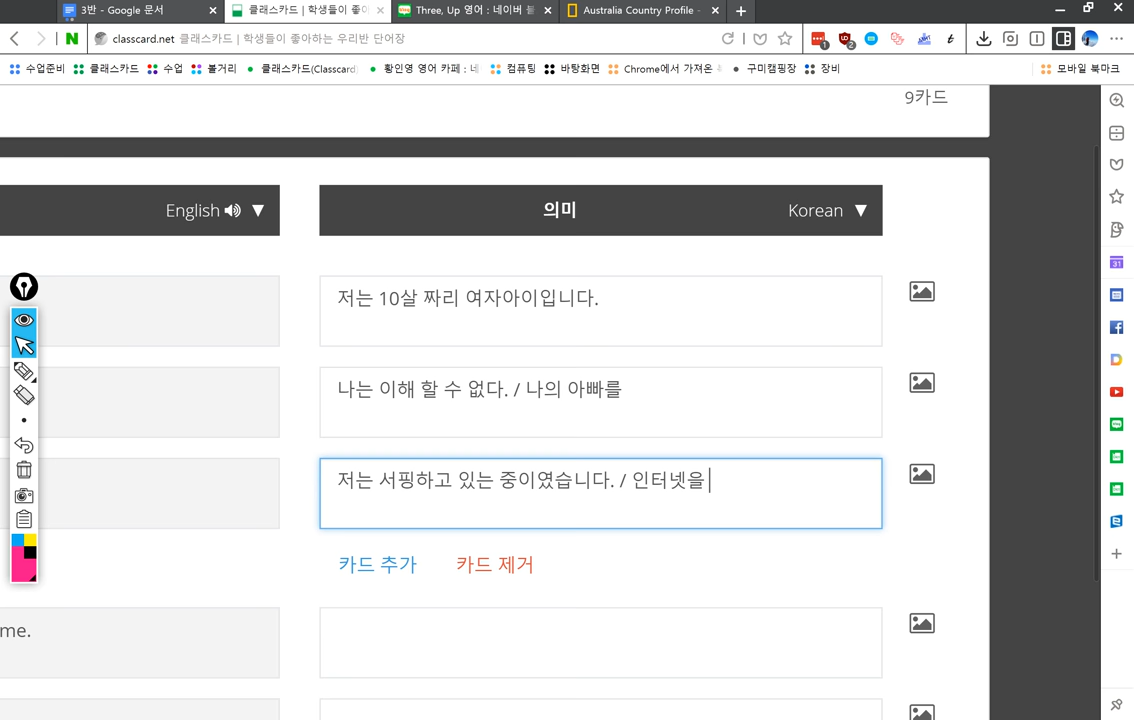 3반 - Google 문서
클래스카드 | 학생들이 좋아
Three, Up 영어 : 네이버 블
Australia Country Profile -
classcard.net 클래스카드 | 학생들이 좋아하는 우리반 단어장
수업준비 클래스카드 수업 볼거리 클래스카드(Classcard 황인영 영어 카페 : 네 컴퓨팅 바탕화면 Chrome에서 가져온 구미캠핑장 장비 모바일 북마크
9카드
English 의미 Korean
저는 10살 짜리 여자아이입니다.
나는 이해 할 수 없다. / 나의 아빠를
저는 서핑하고 있는 중이였습니다. / 인터넷을
카드 추가 카드 제거
me.